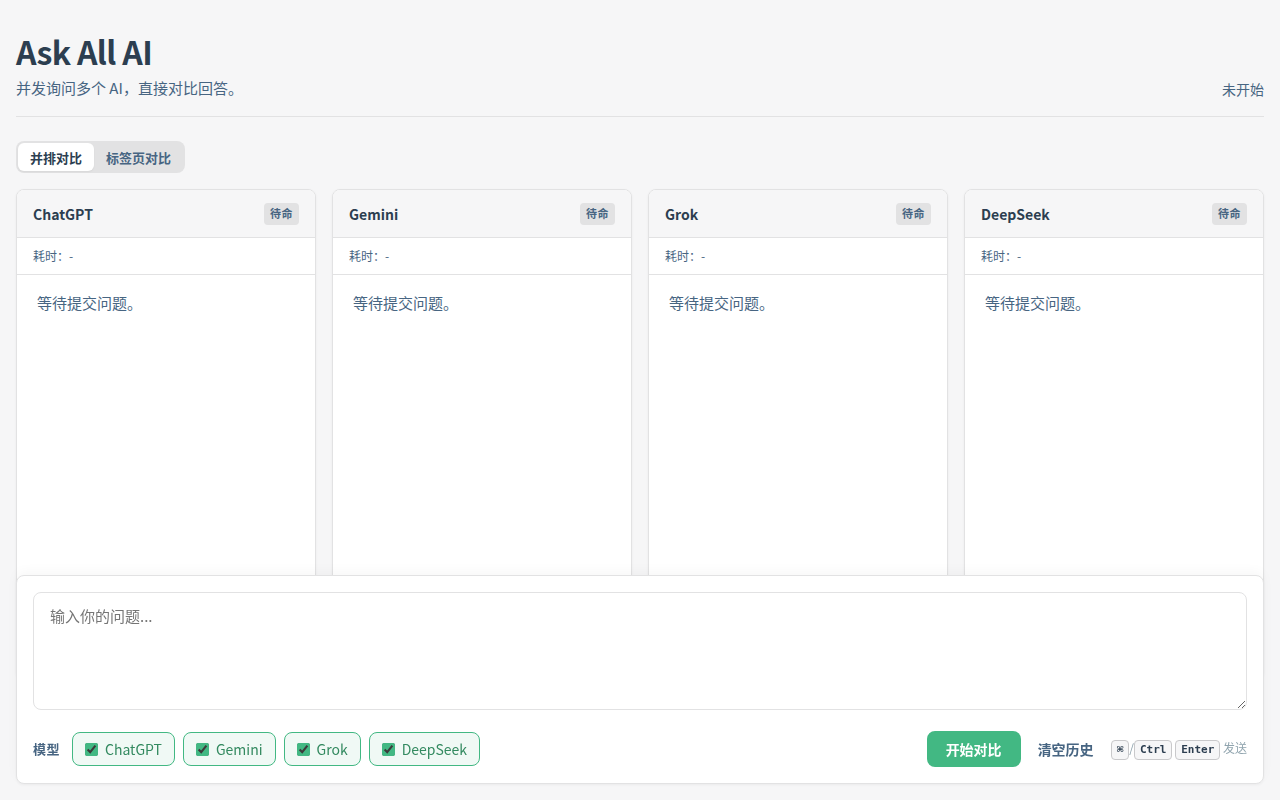 Ask All AI
并发询问多个 AI，直接对比回答。
未开始
并排对比 标签页对比
ChatGPT 待命
耗时：-
等待提交问题。
Gemini 待命
耗时：-
等待提交问题。
Grok 待命
耗时：-
等待提交问题。
DeepSeek 待命
耗时：-
等待提交问题。
输入你的问题...
模型 ChatGPT Gemini Grok DeepSeek 开始对比 清空历史 ⌘/Ctrl Enter 发送